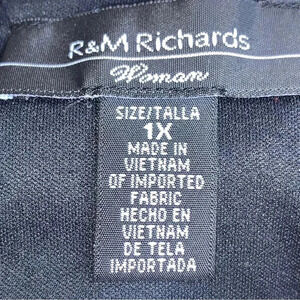 R&M Richards
Woman
SIZE/TALLA
1X
MADE IN
VIETNAM
OF IMPORTED
FABRIC
HECHO EN
VIETNAM
DE TELA
IMPORTADA